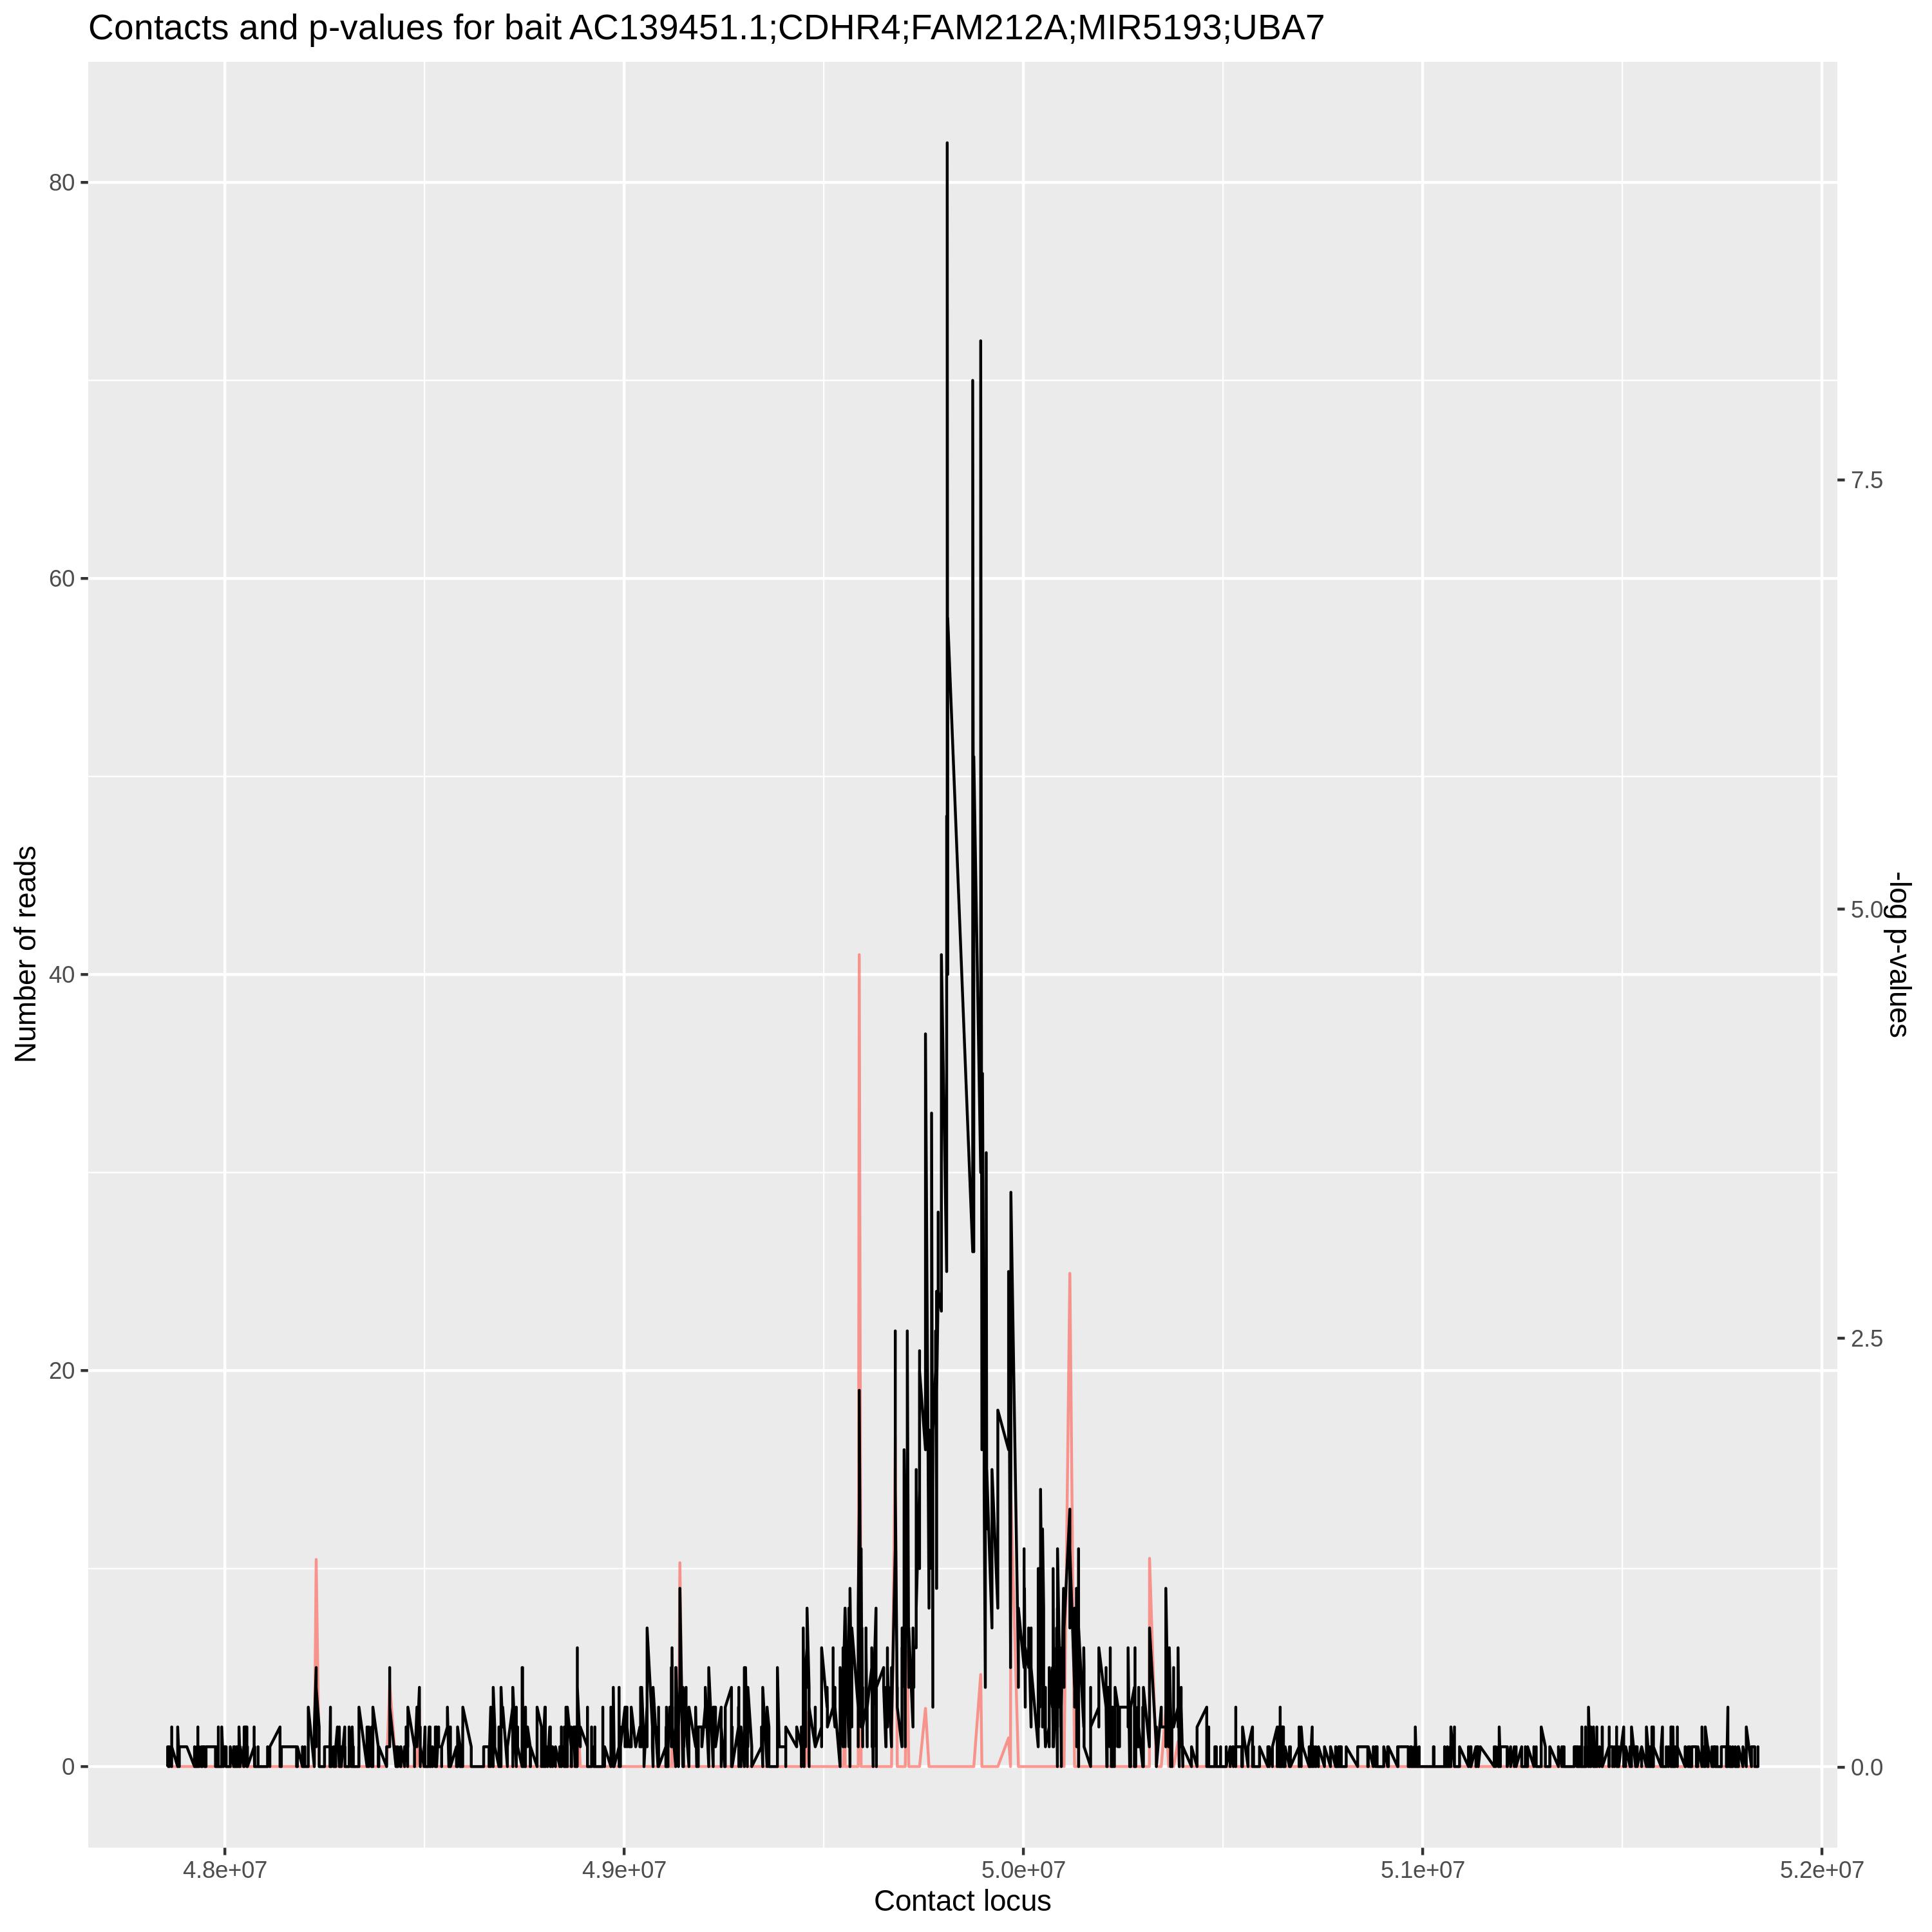 Contacts and p-values for bait AC139451.1;CDHR4;FAM212A;MIR5193;UBA7
Number of reads
80
60
40
20
0
-log p-values
7.5
5.0
2.5
0.0
4.8e+07 4.9e+07 5.0e+07 5.1e+07 5.2e+07
Contact locus